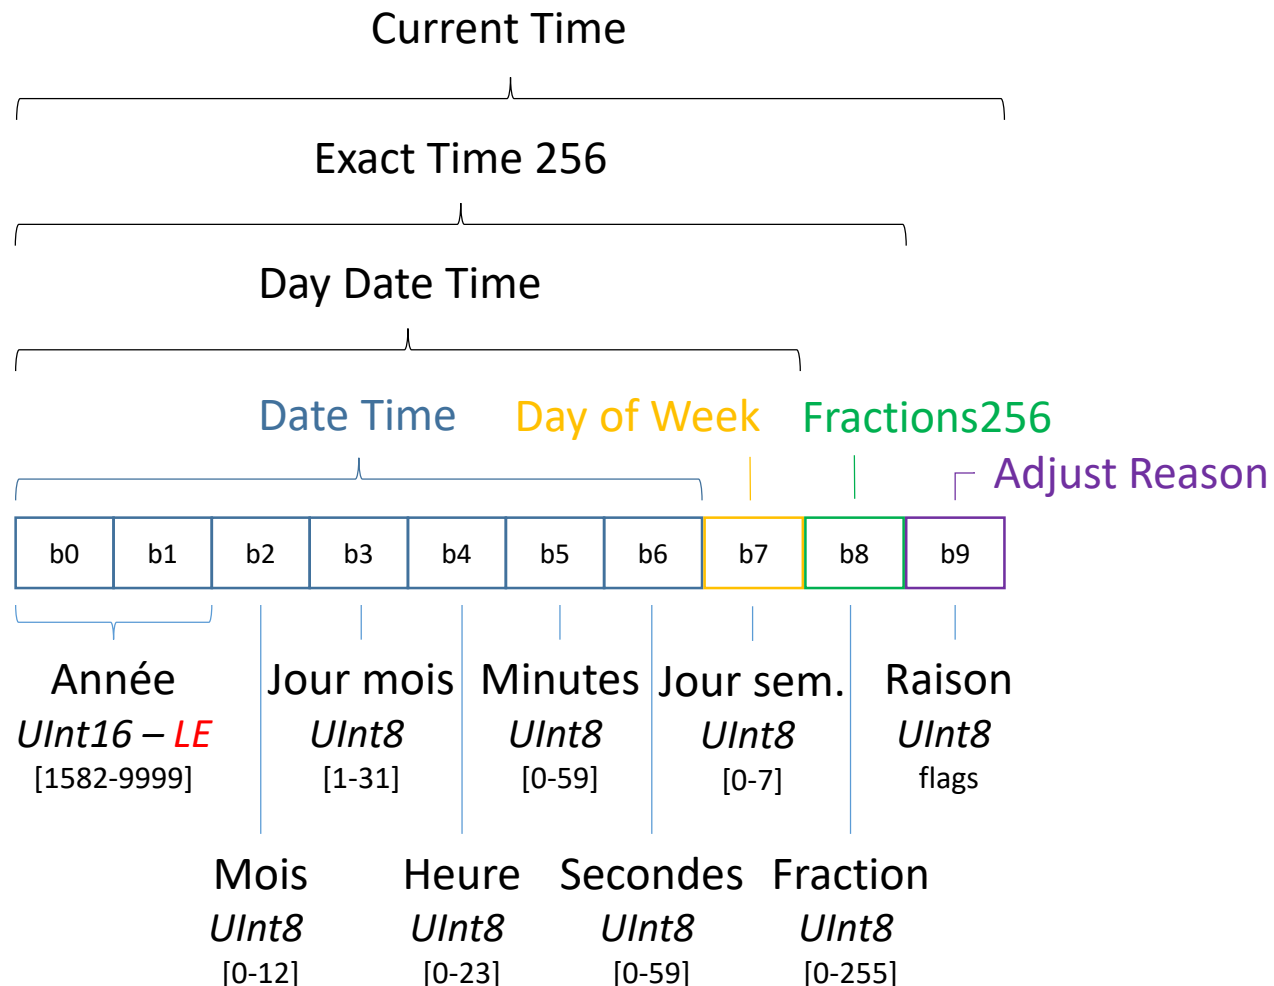 Current Time
Exact Time 256
Day Date Time
Date Time
Day of Week
Fractions256
Adjust Reason
b0 b1 b2 b3 b4 b5 b6 b7 b8 b9
Année
UInt16 – LE
[1582-9999]
Jour mois
UInt8
[1-31]
Minutes
UInt8
[0-59]
Jour sem.
UInt8
[0-7]
Raison
UInt8
flags
Mois
UInt8
[0-12]
Heure
UInt8
[0-23]
Secondes
UInt8
[0-59]
Fraction
UInt8
[0-255]